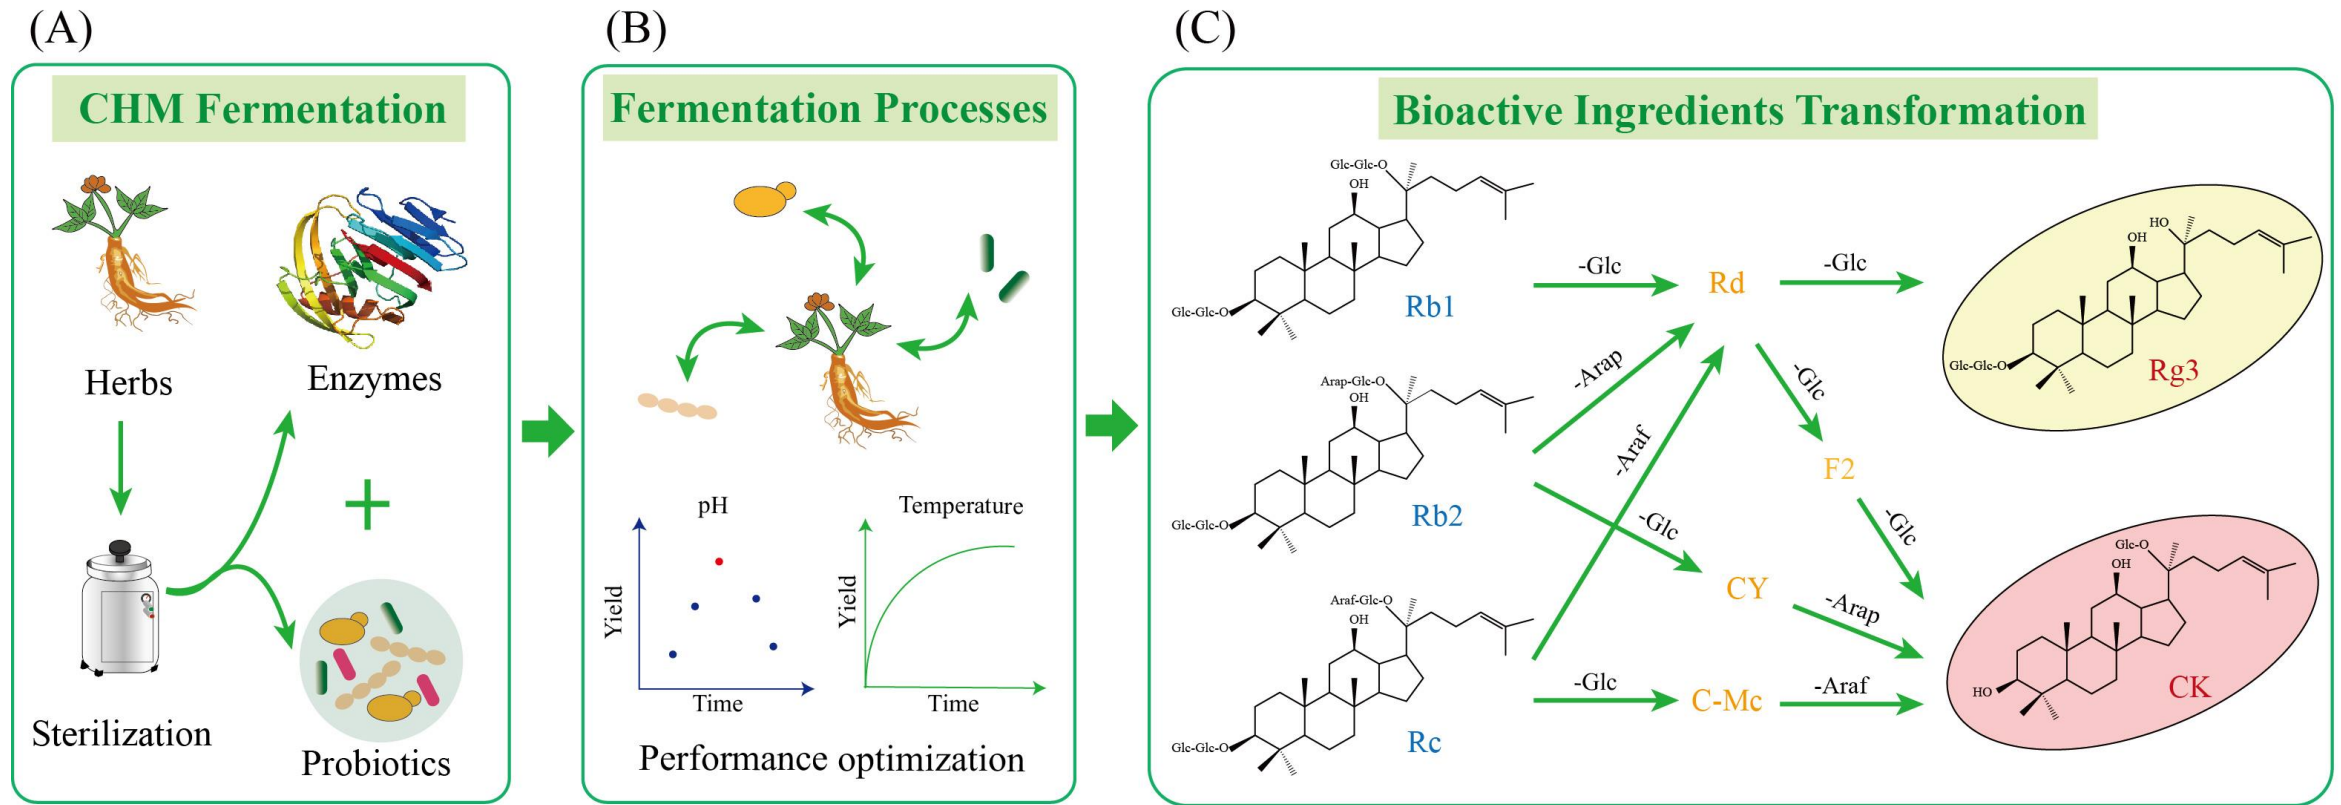 (A)
CHM Fermentation
Herbs
Enzymes
+
Sterilization
Probiotics
(B)
Fermentation Processes
pH
Yield
Time
Temperature
Yield
Time
Performance optimization
(C)
Bioactive Ingredients Transformation
Glc-Glc-O
OH
Glc-Glc-O
Rb1
-Glc
Rd
-Glc
HO
OH
Glc-Glc-O
Rg3
Arap-Glc-O
OH
Glc-Glc-O
Rb2
-Arap
-Araf
-Glc
-Glc
F2
-Glc
CY
-Arap
Araf-Glc-O
OH
Glc-Glc-O
Rc
-Glc
C-Mc
-Araf
Glc-O
OH
HO
CK